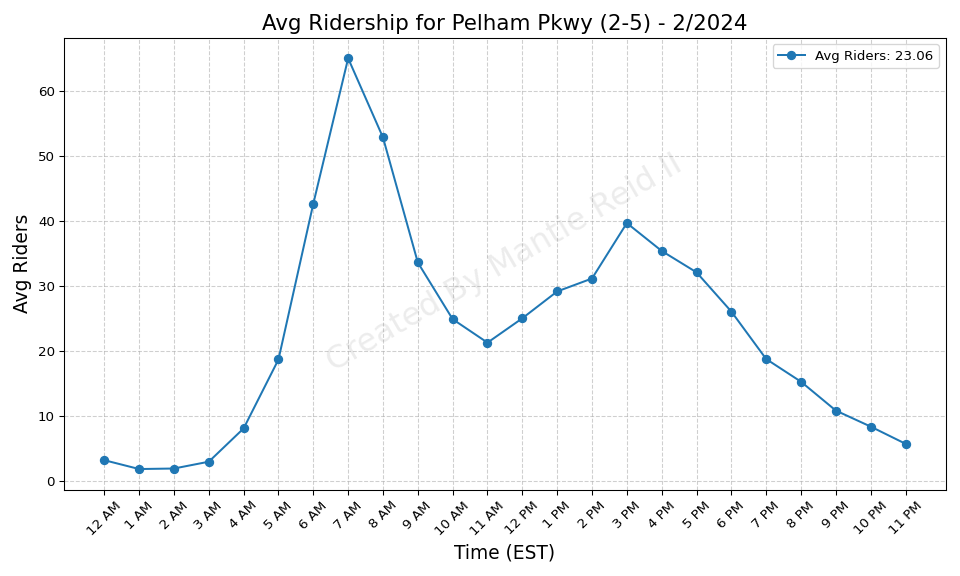 Avg Ridership for Pelham Pkwy (2-5) - 2/2024
Avg Riders: 23.06
Avg Riders
60
50
40
30
20
10
0
Created By Mantle Reid II
12 AM
1 AM
2 AM
3 AM
4 AM
5 AM
6 AM
7 AM
8 AM
9 AM
10 AM
11 AM
12 PM
1 PM
2 PM
3 PM
4 PM
5 PM
6 PM
7 PM
8 PM
9 PM
10 PM
11 PM
Time (EST)